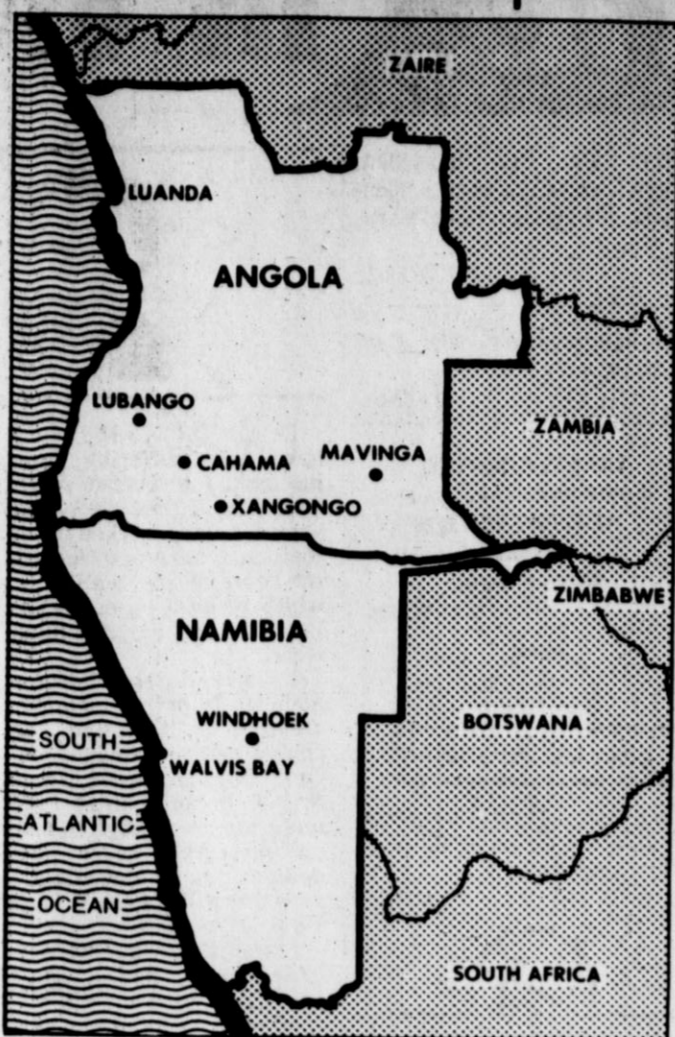 ZAIRE
LUANDA
ANGOLA
LUBANGO
CAHAMA
MAVINGA
XANGONGO
ZAMBIA
ZIMBABWE
NAMIBIA
WINDHOEK
WALVIS BAY
BOTSWANA
SOUTH
ATLANTIC
OCEAN
SOUTH AFRICA